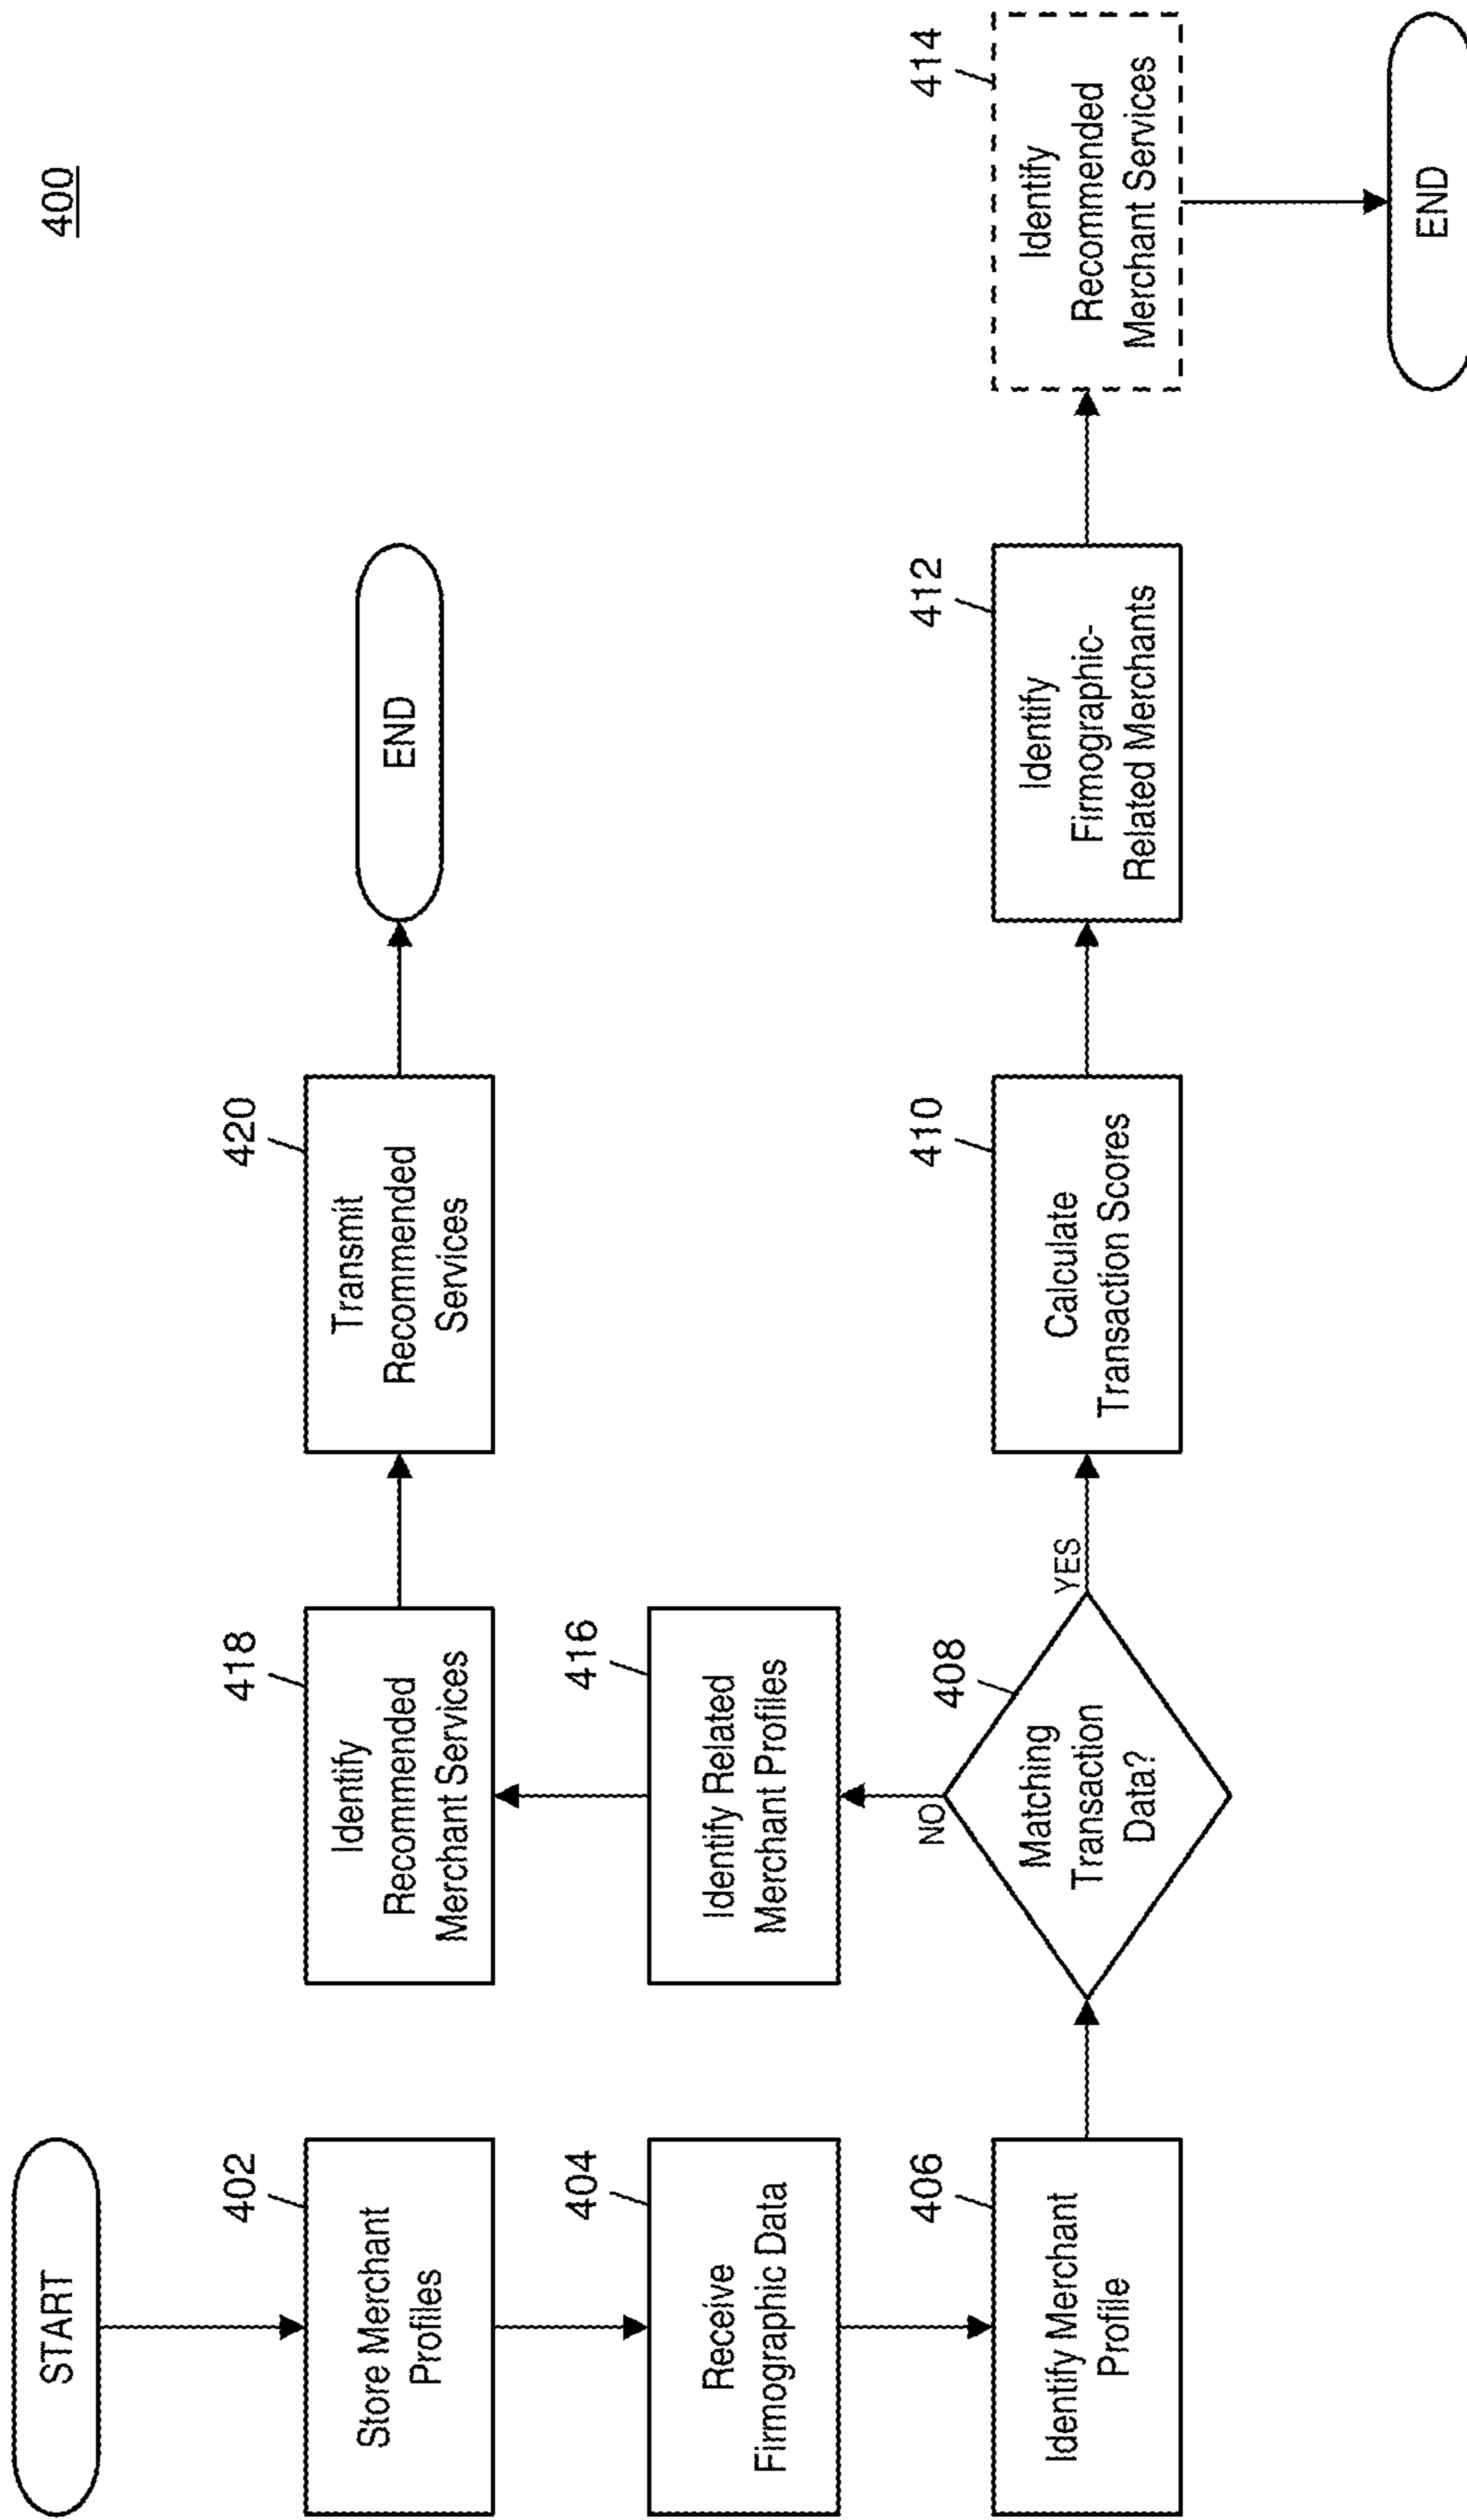 400
START
402
Store Merchant
Profiles
404
Receive
Firmographic Data
406
Identify Merchant
Profile
408
Matching
Transaction
Data?
NO
YES
416
Identify Related
Merchant Profiles
418
Identify
Recommended
Merchant Services
420
Transmit
Recommended
Services
END
410
Calculate
Transaction Scores
412
Identify
Firmographic-
Related Merchants
414
Identify
Recommended
Merchant Services
END